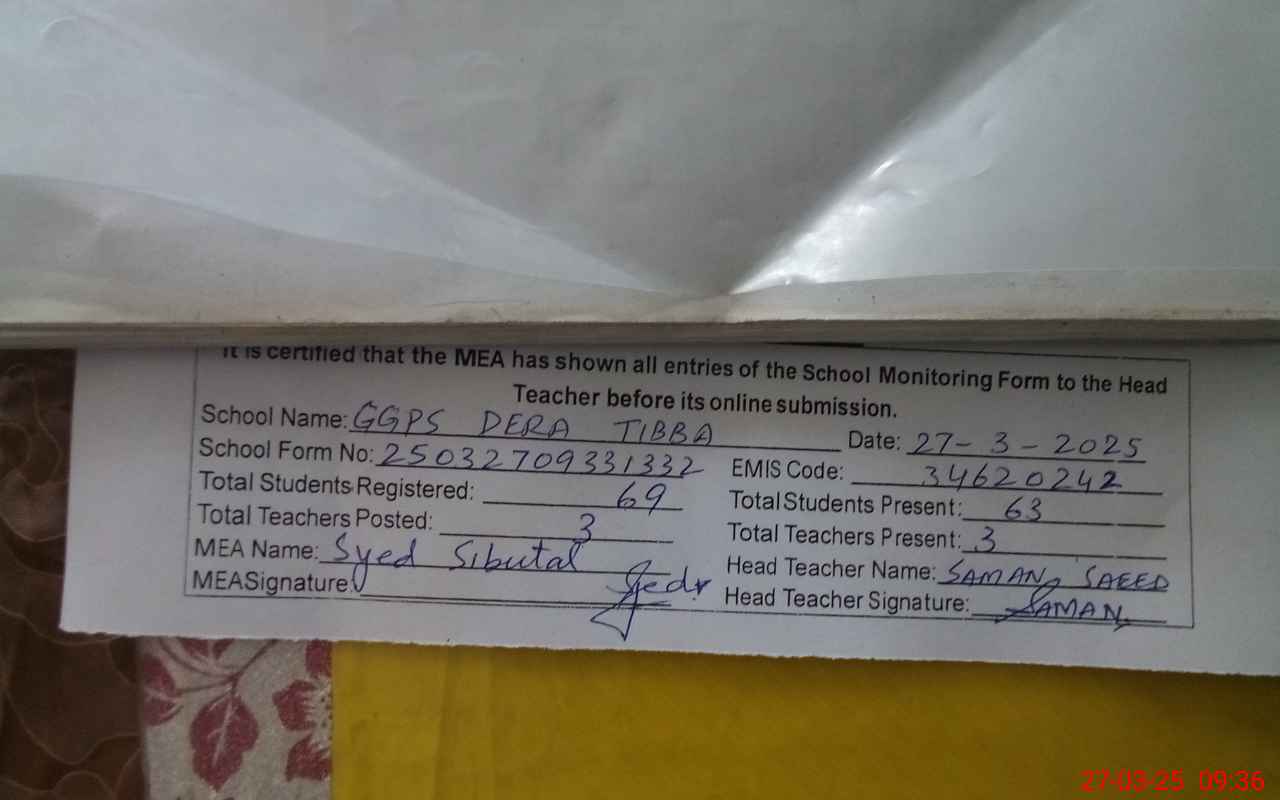 It is certified that the MEA has shown all entries of the School Monitoring Form to the Head
Teacher before its online submission.
School Name: GGPS DERA TIBBA Date: 27-3-2025
School Form No: 25032709331332 EMIS Code: 34620242
Total Students Registered: 69 Total Students Present: 63
Total Teachers Posted: 3 Total Teachers Present: 3
MEA Name: Syed Sibutal Head Teacher Name: SAMAN SAEED
MEA Signature: Syed Head Teacher Signature: SAMAN
27-03-25 09:36